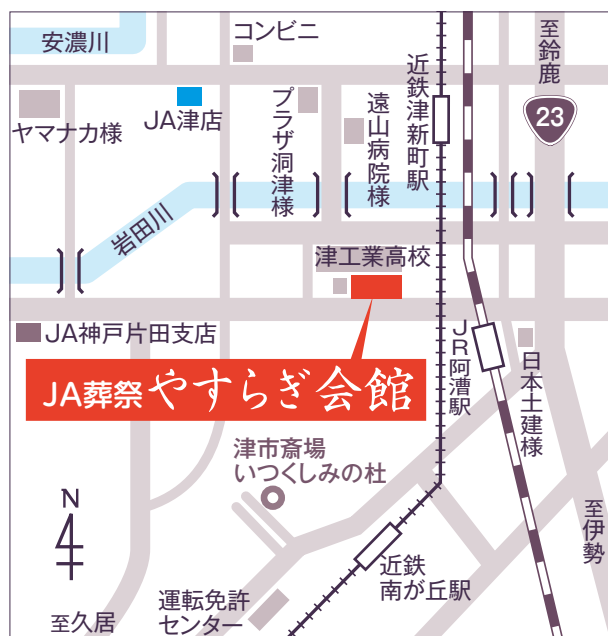 安濃川
コンビニ
至鈴鹿
23
近鉄津新町駅
ヤマナカ様
JA津店
プラザ洞津様
遠山病院様
岩田川
津工業高校
JA神戸片田支店
JA葬祭やすらぎ会館
JR阿漕駅
日本土建様
津市斎場
いつくしみの杜
N
至伊勢
近鉄
南が丘駅
運転免許
センター
至久居